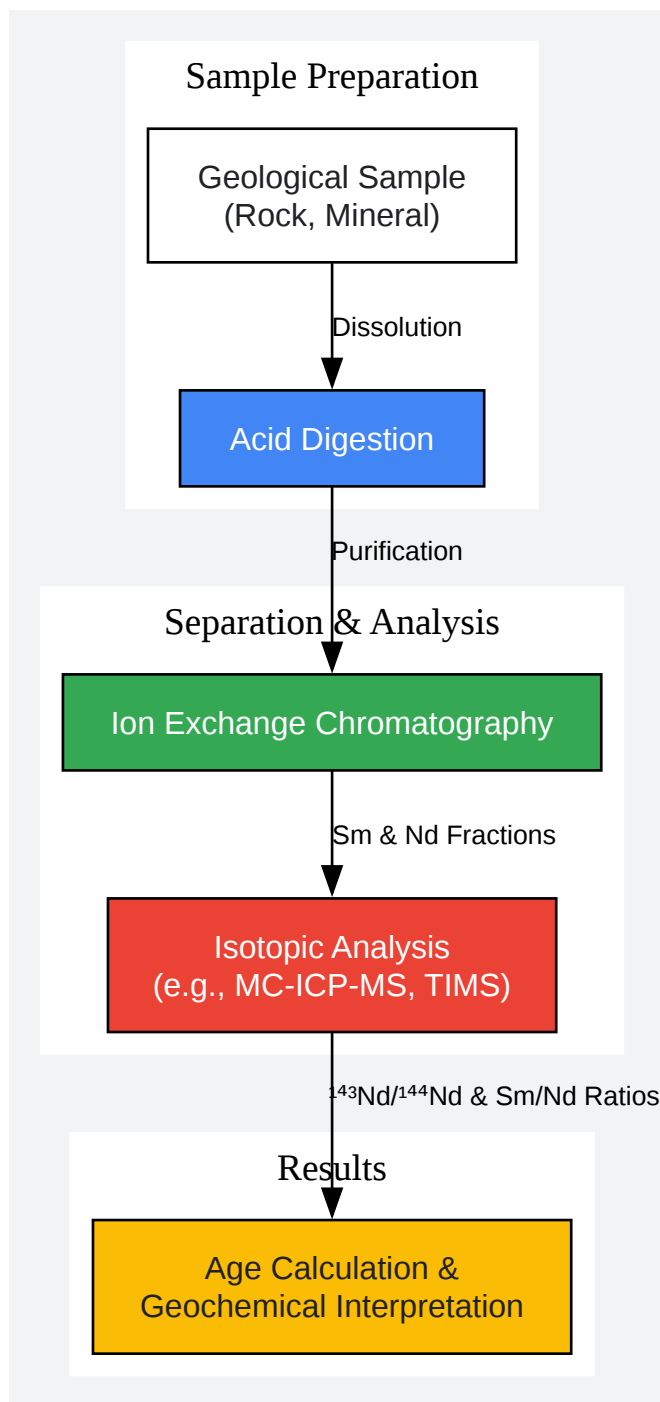 Sample Preparation
Geological Sample
(Rock, Mineral)
Dissolution
Acid Digestion
Purification
Separation & Analysis
Ion Exchange Chromatography
Sm & Nd Fractions
Isotopic Analysis
(e.g., MC-ICP-MS, TIMS)
¹⁴³Nd/¹⁴⁴Nd & Sm/Nd Ratios
Results
Age Calculation &
Geochemical Interpretation